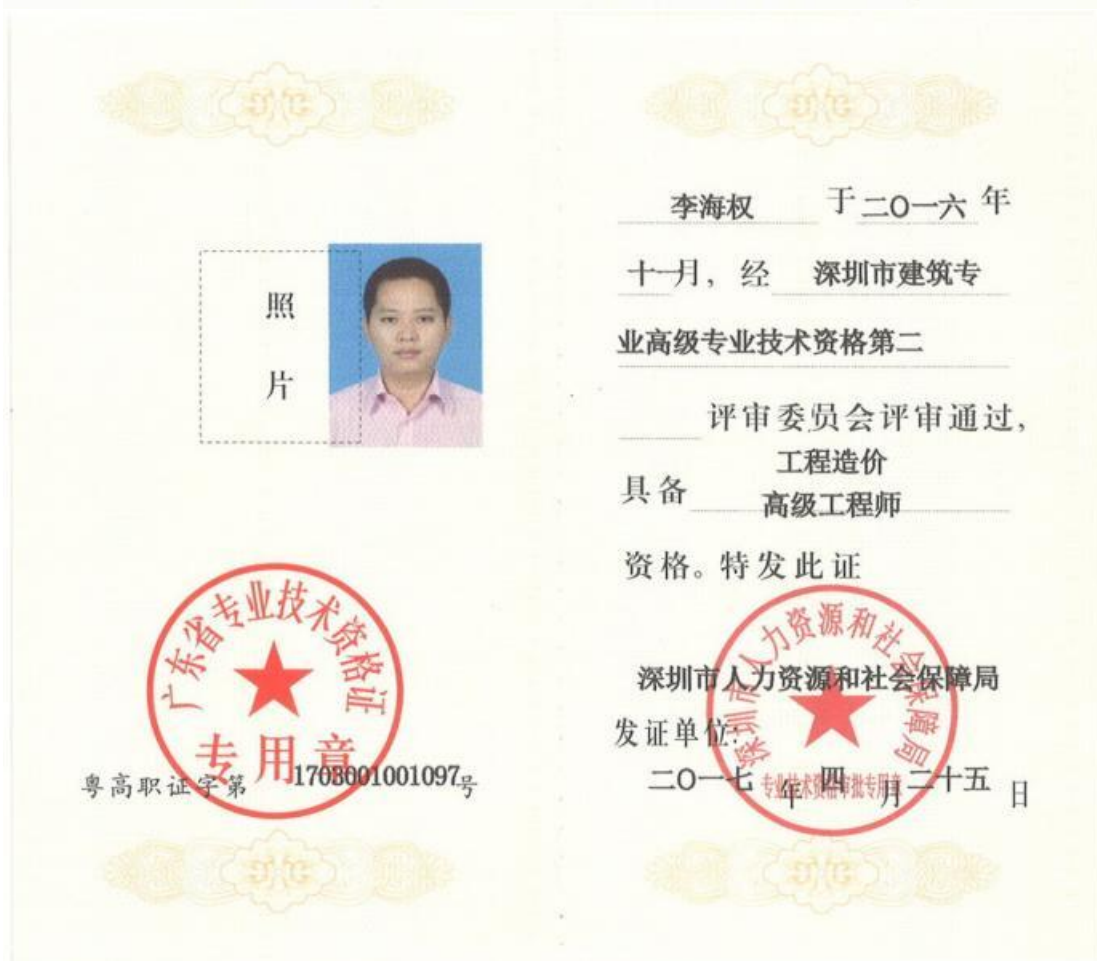 照
片
广东省专业技术资格证
专用章
粤高职证字第1703001001097号
李海权 于二〇一六年
十一月，经 深圳市建筑专
业高级专业技术资格第二
评审委员会评审通过，
工程造价
具备 高级工程师
资格。特发此证
深圳市人力资源和社会保障局
深圳市人力资源和社会保障局
发证单位：
二〇一七年四月二十五日
专业技术资格审批专用章